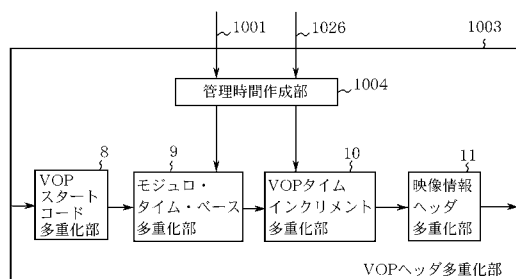 1001
1026
1003
管理時間作成部
1004
8
VOP
スタート
コード
多重化部
9
モジュロ・
タイム・ベース
多重化部
10
VOPタイム
インクリメント
多重化部
11
映像情報
ヘッダ
多重化部
VOPヘッダ多重化部